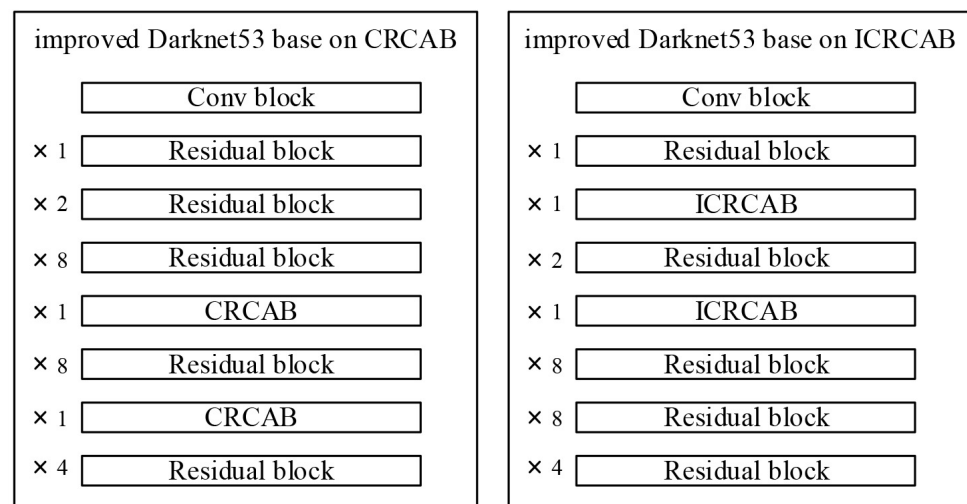 improved Darknet53 base on CRCAB
Conv block
× 1 Residual block
× 2 Residual block
× 8 Residual block
× 1 CRCAB
× 8 Residual block
× 1 CRCAB
× 4 Residual block
improved Darknet53 base on ICRCAB
Conv block
× 1 Residual block
× 1 ICRCAB
× 2 Residual block
× 1 ICRCAB
× 8 Residual block
× 8 Residual block
× 4 Residual block